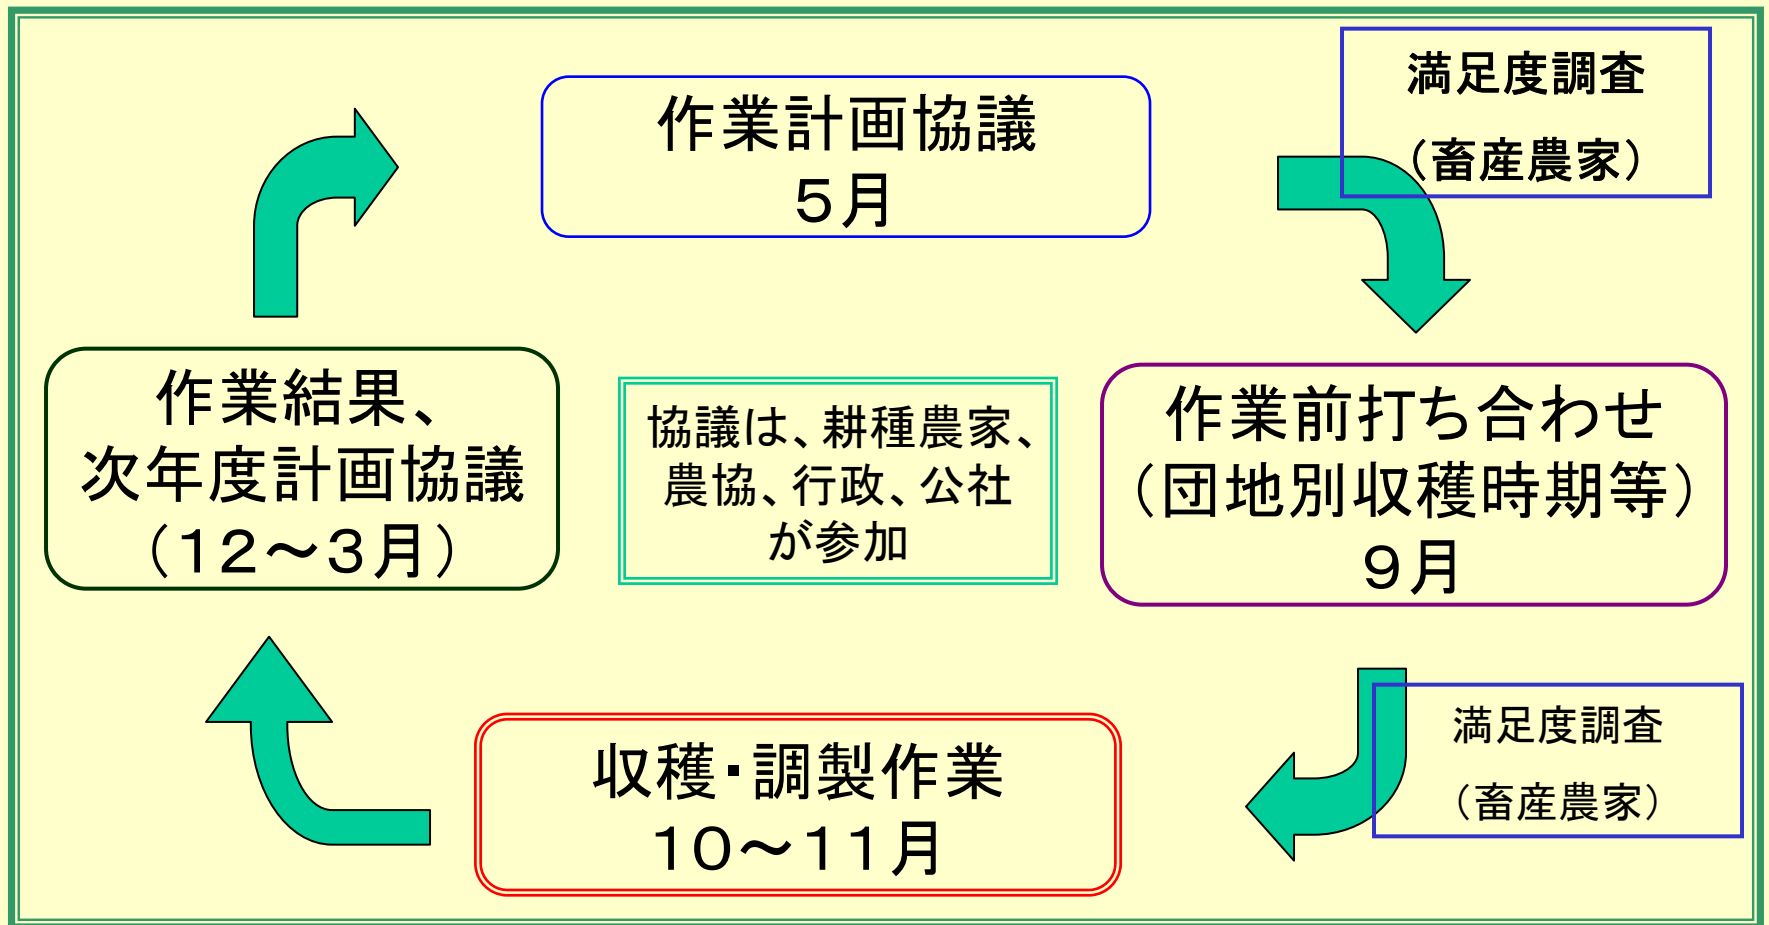 満足度調査
（畜産農家）
作業計画協議
５月
作業結果、
次年度計画協議
（１２～３月）
協議は、耕種農家、
農協、行政、公社
が参加
作業前打ち合わせ
（団地別収穫時期等）
９月
満足度調査
（畜産農家）
収穫・調製作業
１０～１１月